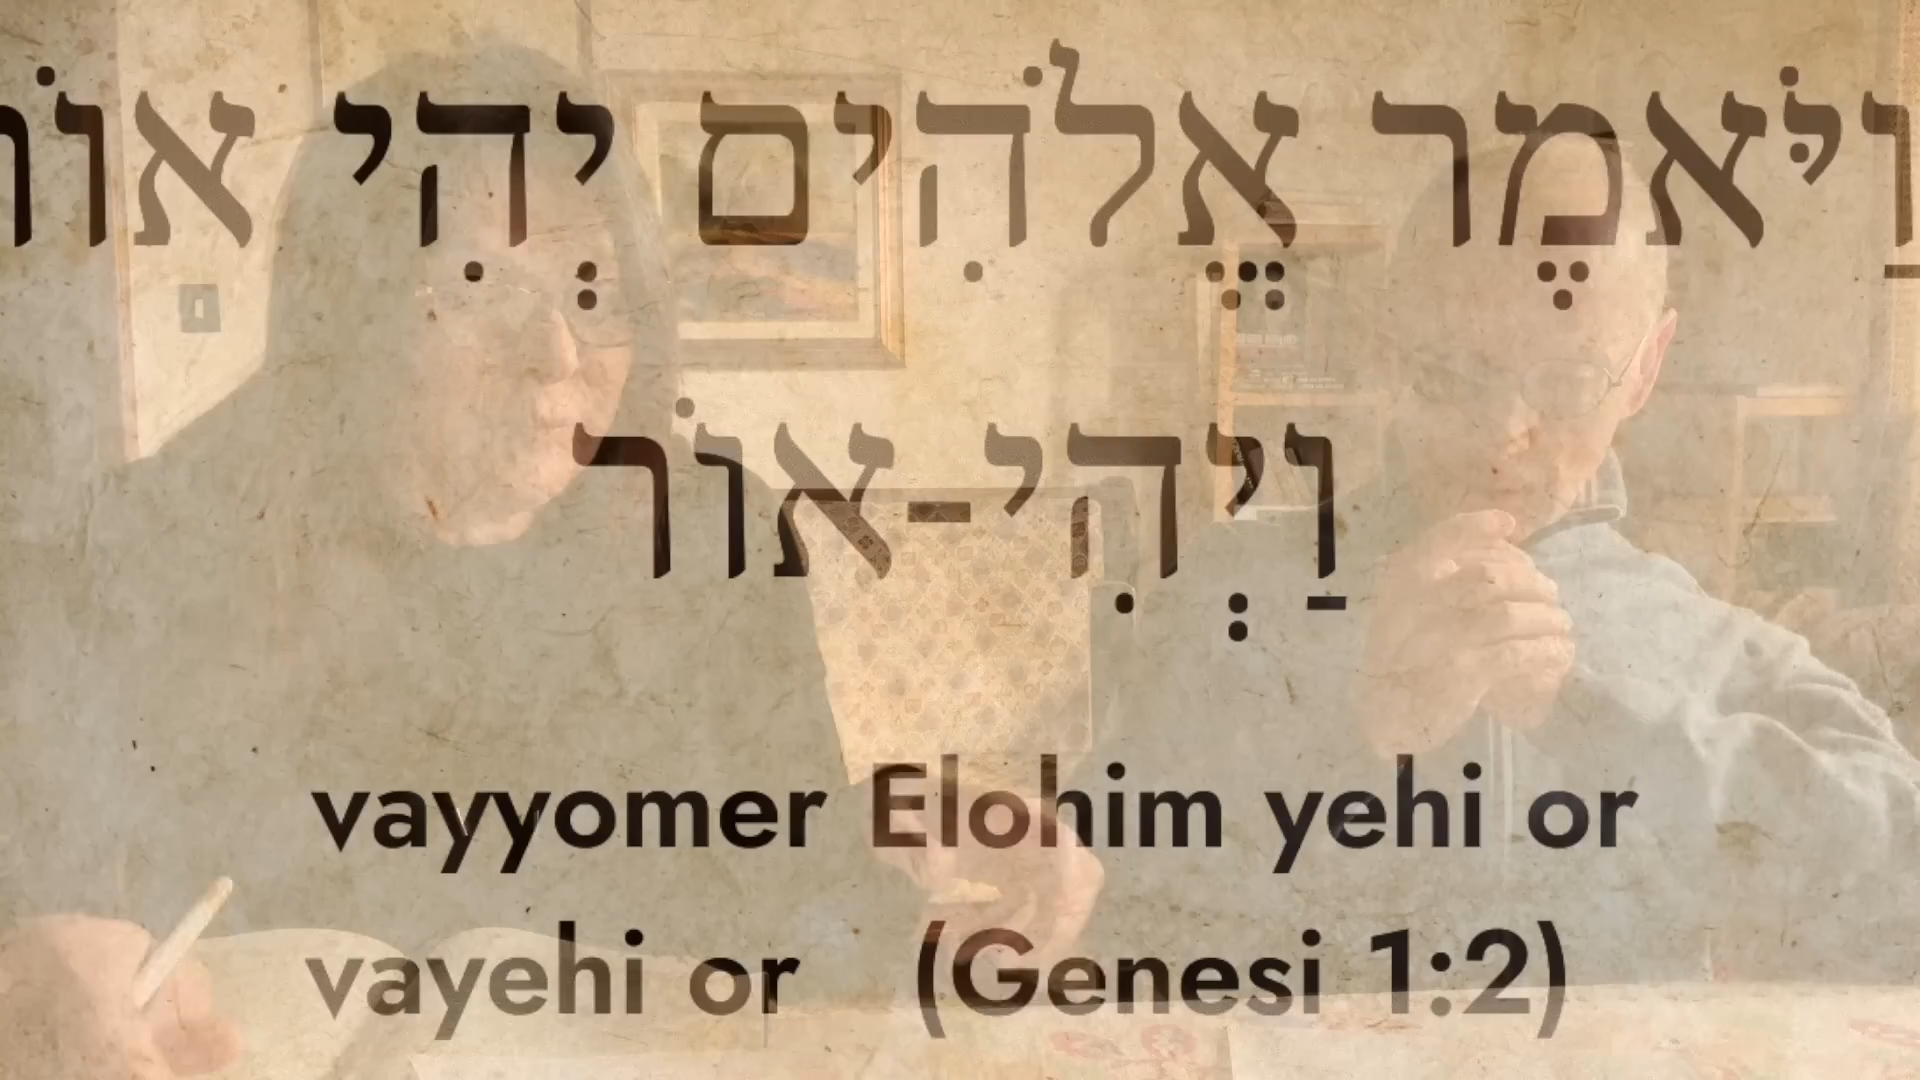 וַיֹּאמֶר אֱלֹהִים יְהִי אוֹר
וַיְהִי-אוֹר
vayyomer Elohim yehi or
vayehi or (Genesi 1:2)